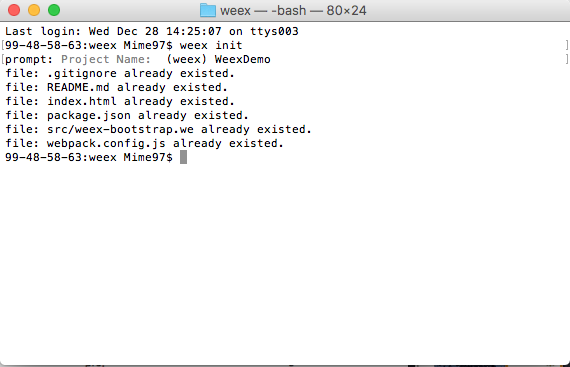 weex — -bash — 80×24
Last login: Wed Dec 28 14:25:07 on ttys003
[99-48-58-63:weex Mime97$ weex init ]
[prompt: Project Name:  (weex) WeexDemo ]
file: .gitignore already existed.
file: README.md already existed.
file: index.html already existed.
file: package.json already existed.
file: src/weex-bootstrap.we already existed.
file: webpack.config.js already existed.
99-48-58-63:weex Mime97$